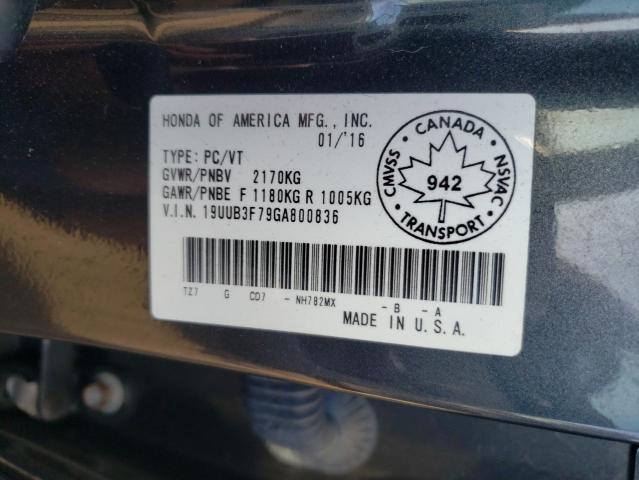 HONDA OF AMERICA MFG., INC.
01/'16
TYPE: PC/VT
GVWR/PNBV 2170KG
GAWR/PNBE F 1180KG R 1005KG
V.I.N. 19UUB3F79GA800836
CANADA
CMVSS
NSVAC
942
TRANSPORT
TZ7 G CD7 - NH782MX - B - A
MADE IN U.S.A.